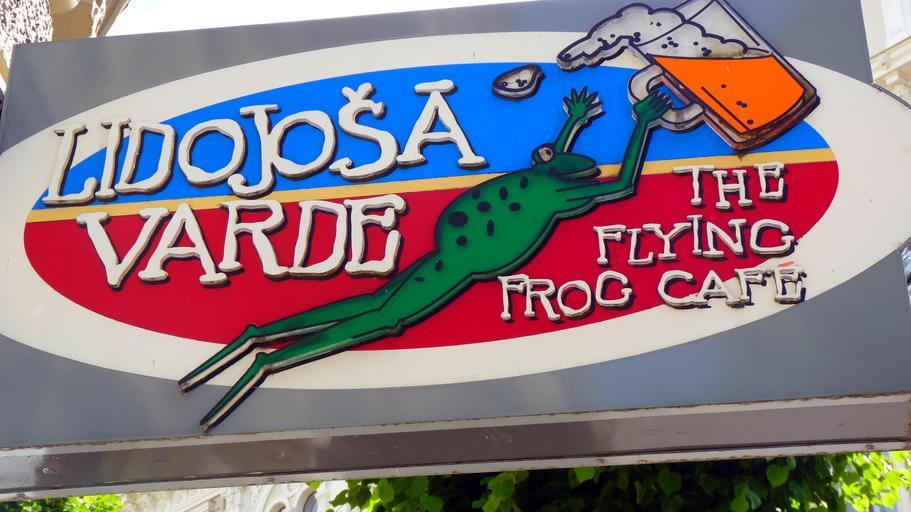 LIDOJOŠĀ
VARDE
THE
FLYING
FROG CAFÉ